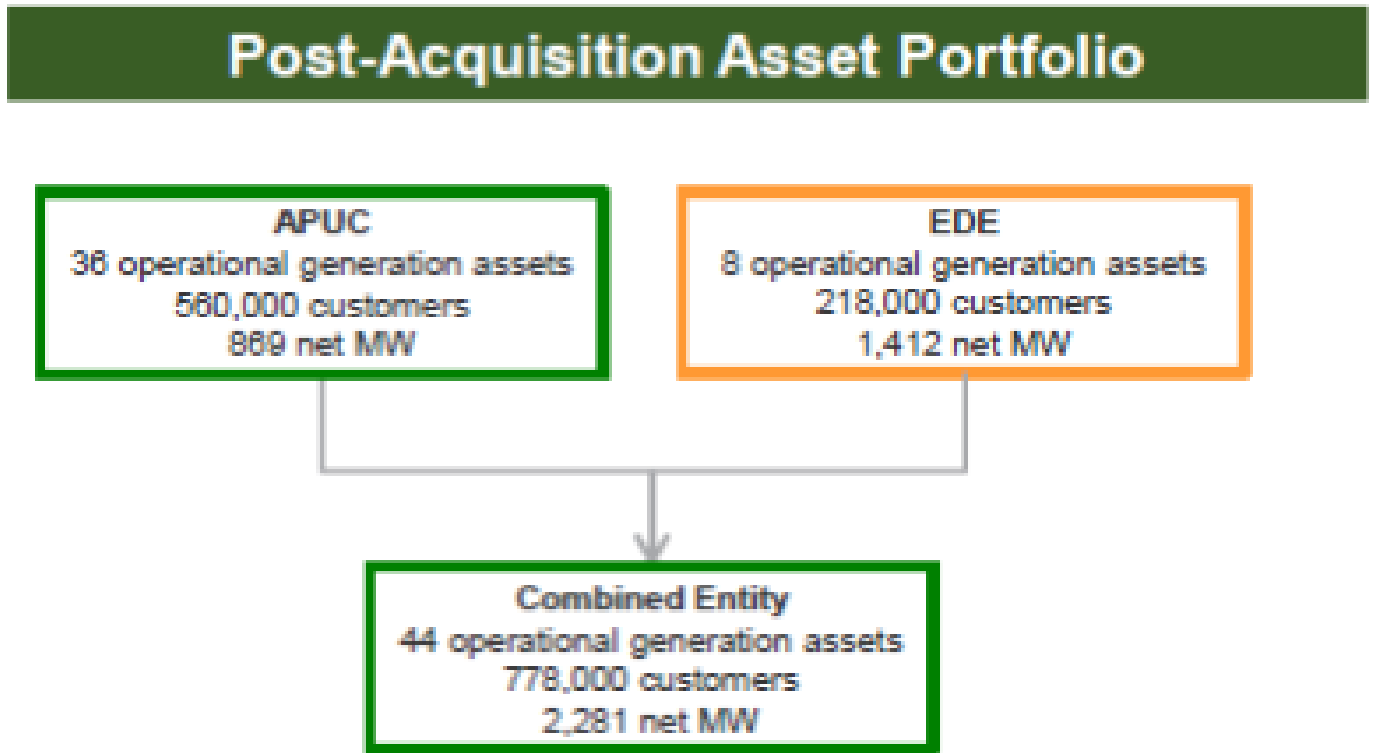 Post-Acquisition Asset Portfolio
APUC
36 operational generation assets
560,000 customers
869 net MW
EDE
8 operational generation assets
218,000 customers
1,412 net MW
Combined Entity
44 operational generation assets
778,000 customers
2,281 net MW